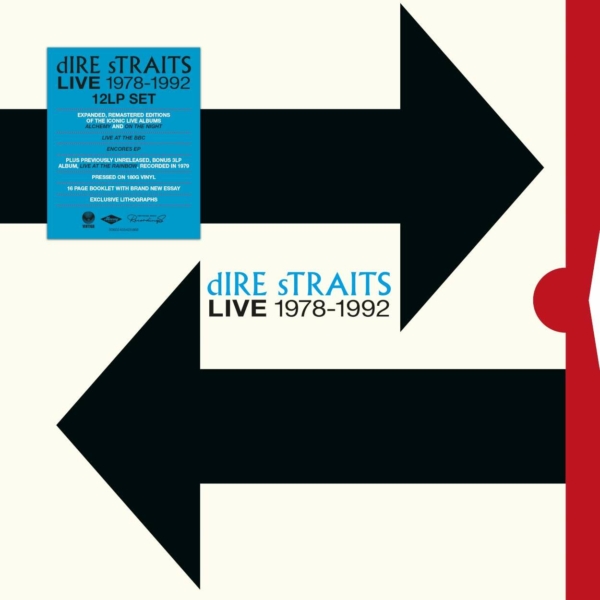 dIRE sTRAITS
LIVE 1978-1992
12LP SET
EXPANDED, REMASTERED EDITIONS
OF THE ICONIC LIVE ALBUMS
ALCHEMY AND ON THE NIGHT
LIVE AT THE BBC
ENCORES EP
PLUS PREVIOUSLY UNRELEASED, BONUS 2LP
ALBUM, LIVE AT THE RAINBOW, RECORDED IN 1979
PRESSED ON 180G VINYL
16 PAGE BOOKLET WITH BRAND NEW ESSAY
EXCLUSIVE LITHOGRAPHS
dIRE sTRAITS
LIVE 1978-1992